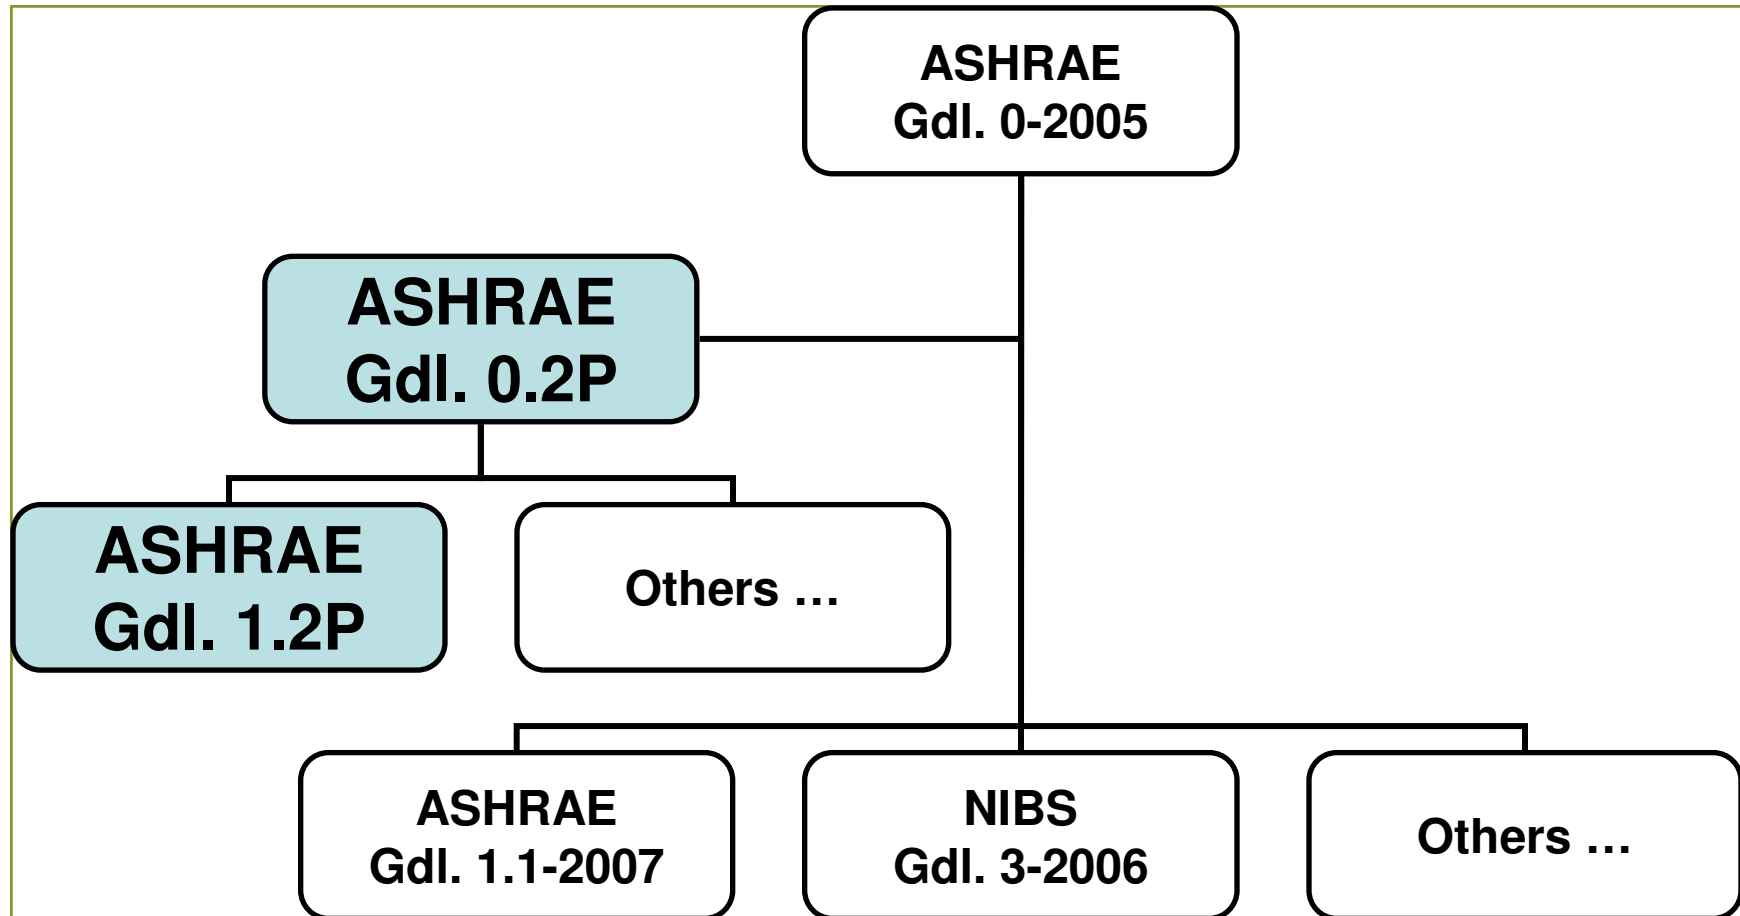 ASHRAE
Gdl. 0-2005
ASHRAE
Gdl. 0.2P
ASHRAE
Gdl. 1.2P
Others …
ASHRAE
Gdl. 1.1-2007
NIBS
Gdl. 3-2006
Others …